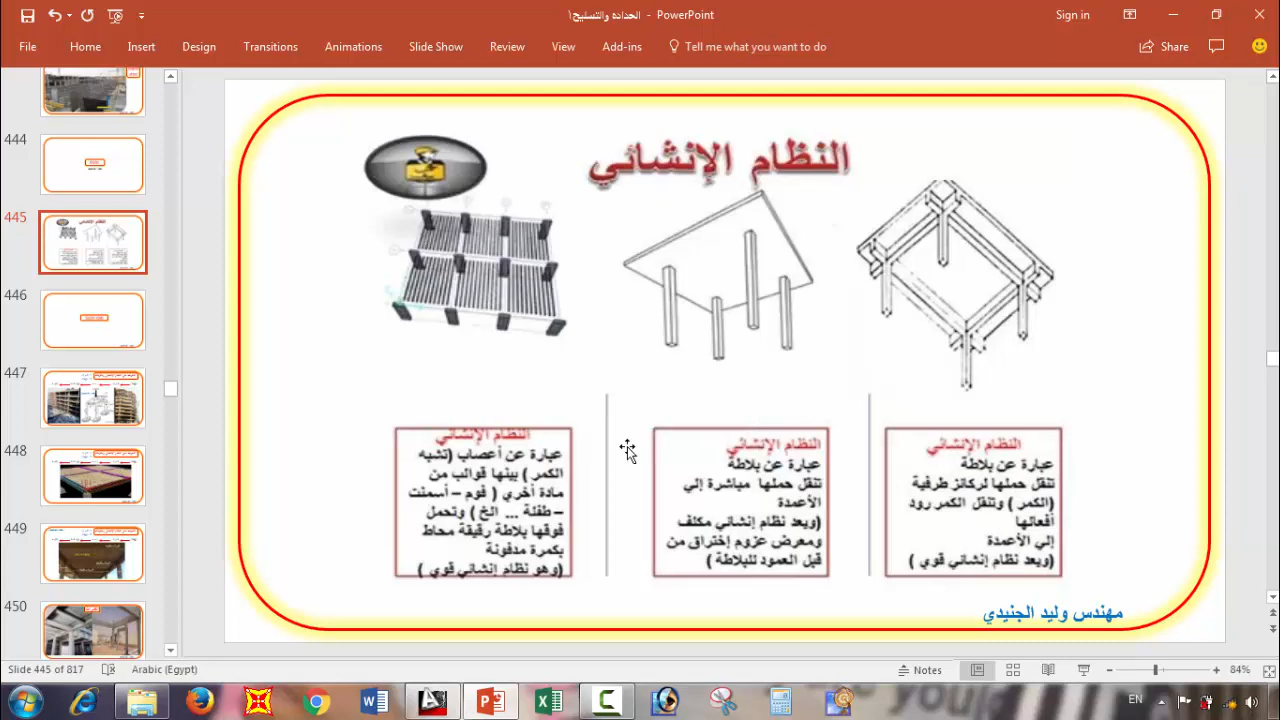 الحداده والتسليح١ - PowerPoint
Sign in
File Home Insert Design Transitions Animations Slide Show Review View Add-ins Tell me what you want to do Share
444
445
446
447
448
449
450
النظام الإنشائي
النظام الإنشائي
عبارة عن بلاطة
تنقل حملها لركائز طرفية
(الكمر ) وتنقل الكمر رود
أفعالها
إلي الأعمدة
(ويعد نظام إنشائي قوي )
النظام الإنشائي
عبارة عن بلاطة
تنقل حملها مباشرة إلي
الأعمدة
(ويعد نظام إنشائي مكلف
ومعرض عزوم إختراق من
قبل العمود للبلاطة )
النظام الإنشائي
عبارة عن أعصاب (تشبه
الكمر ) بينها قوالب من
مادة أخري ( فوم – أسمنت
– طفلة ... الخ ) وتحمل
فوقها بلاطة رقيقة محاط
بكمرة مدفونة
(وهو نظام إنشائي قوي )
مهندس وليد الجنيدي
Slide 445 of 817 Arabic (Egypt) Notes 84%
EN